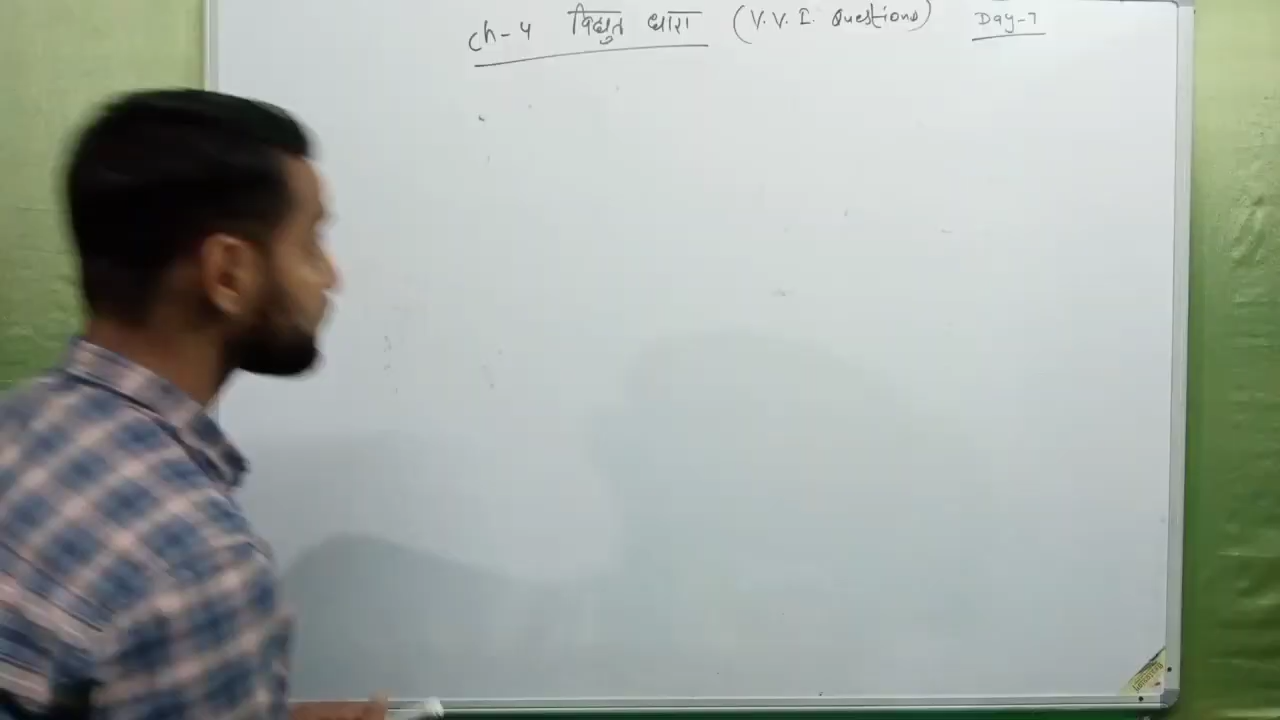 ch-4 विद्युत धारा (V.V.I. Questions) Day-7